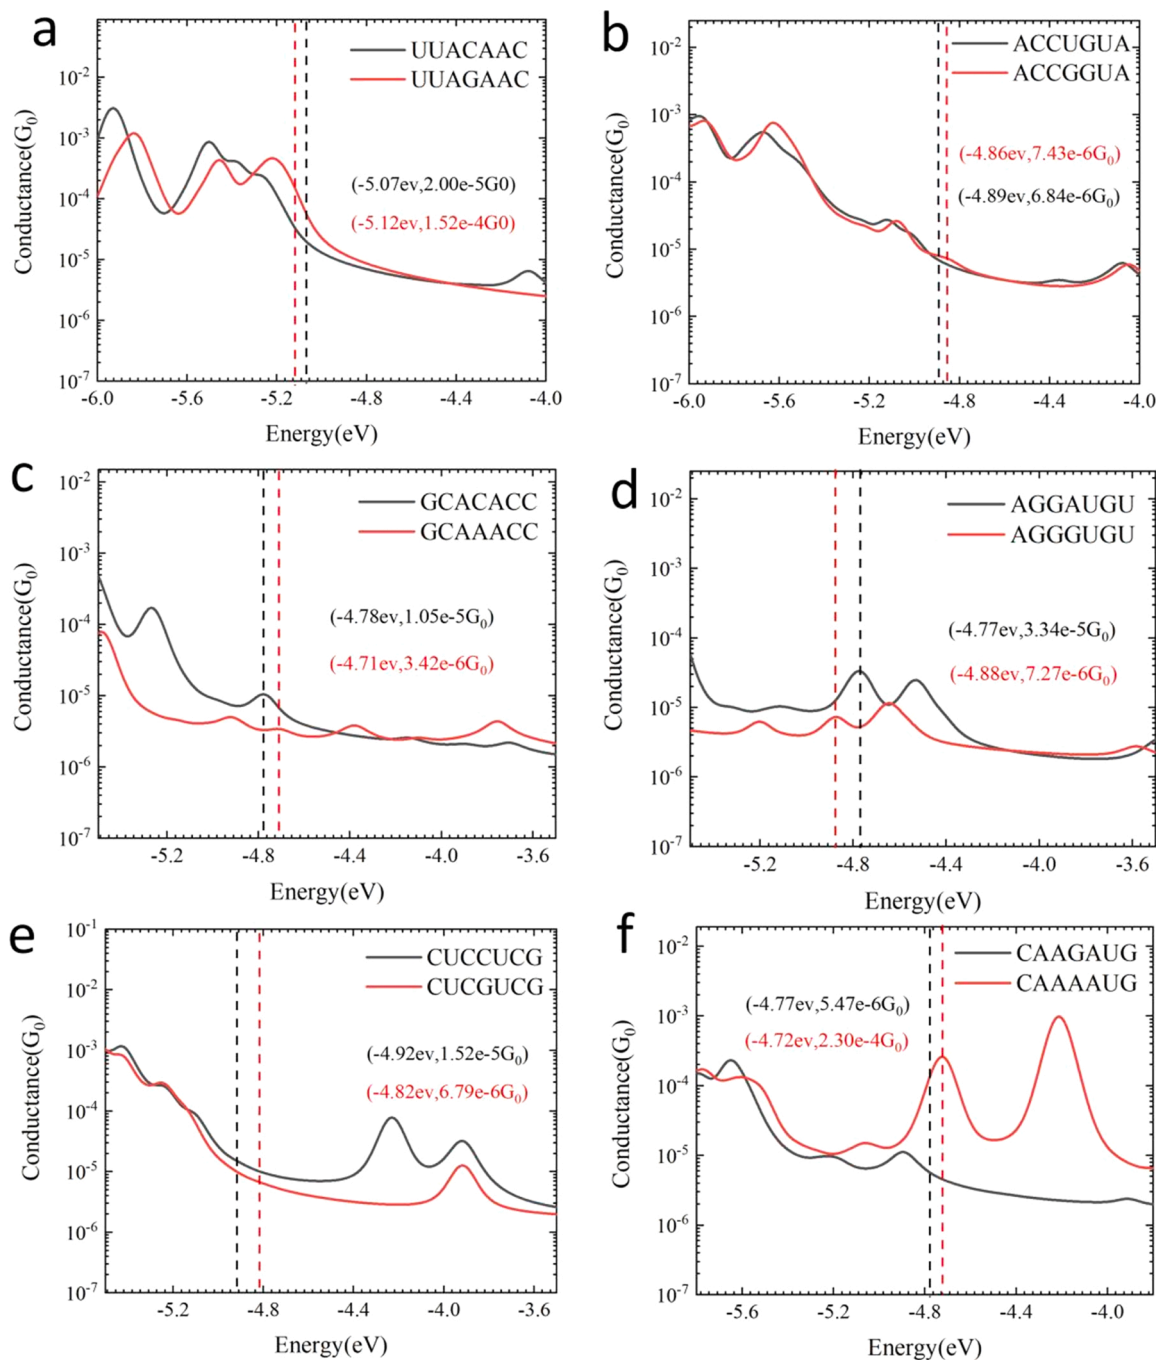 a
UUACAAC
UUAGAAC
(-5.07ev,2.00e-5G0)
(-5.12ev,1.52e-4G0)
Conductance(G₀)
10⁻²
10⁻³
10⁻⁴
10⁻⁵
10⁻⁶
10⁻⁷
-6.0 -5.6 -5.2 -4.8 -4.4 -4.0
Energy(eV)
b
ACCUGUA
ACCGGUA
(-4.86ev,7.43e-6G₀)
(-4.89ev,6.84e-6G₀)
Conductance(G₀)
10⁻²
10⁻³
10⁻⁴
10⁻⁵
10⁻⁶
10⁻⁷
-6.0 -5.6 -5.2 -4.8 -4.4 -4.0
Energy(eV)
c
GCACACC
GCAAACC
(-4.78ev,1.05e-5G₀)
(-4.71ev,3.42e-6G₀)
Conductance(G₀)
10⁻²
10⁻³
10⁻⁴
10⁻⁵
10⁻⁶
10⁻⁷
-5.2 -4.8 -4.4 -4.0 -3.6
Energy(eV)
d
AGGAUGU
AGGGUGU
(-4.77ev,3.34e-5G₀)
(-4.88ev,7.27e-6G₀)
Conductance(G₀)
10⁻²
10⁻³
10⁻⁴
10⁻⁵
10⁻⁶
10⁻⁷
-5.2 -4.8 -4.4 -4.0 -3.6
Energy(eV)
e
CUCCUCG
CUCGUCG
(-4.92ev,1.52e-5G₀)
(-4.82ev,6.79e-6G₀)
Conductance(G₀)
10⁻¹
10⁻²
10⁻³
10⁻⁴
10⁻⁵
10⁻⁶
10⁻⁷
-5.2 -4.8 -4.4 -4.0 -3.6
Energy(eV)
f
CAAGAUG
CAAAAUG
(-4.77ev,5.47e-6G₀)
(-4.72ev,2.30e-4G₀)
Conductance(G₀)
10⁻²
10⁻³
10⁻⁴
10⁻⁵
10⁻⁶
10⁻⁷
-5.6 -5.2 -4.8 -4.4 -4.0
Energy(eV)